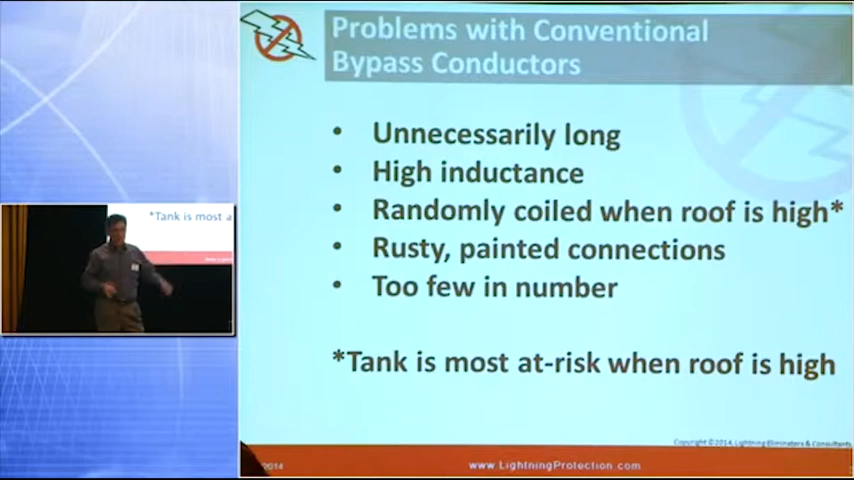 Problems with Conventional
Bypass Conductors
• Unnecessarily long
• High inductance
• Randomly coiled when roof is high*
• Rusty, painted connections
• Too few in number
*Tank is most at-risk when roof is high
*Tank is most a
Copyright ©2014, Lightning Eliminators & Consultants,
2014
www.LightningProtection.com